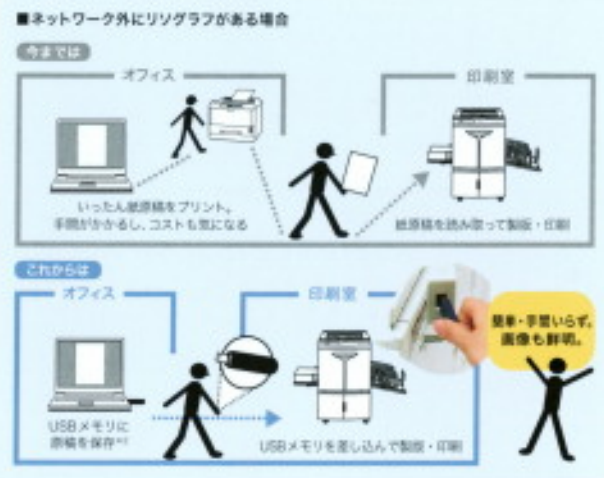 ■ネットワーク外にリソグラフがある場合
今までは
オフィス
印刷室
いったん紙原稿をプリント。
手間がかかるし、コストも気になる
紙原稿を読み取って製版・印刷
これからは
オフィス
印刷室
簡単・手間いらず。
画像も鮮明。
USBメモリに
原稿を保存
USBメモリを差し込んで製版・印刷